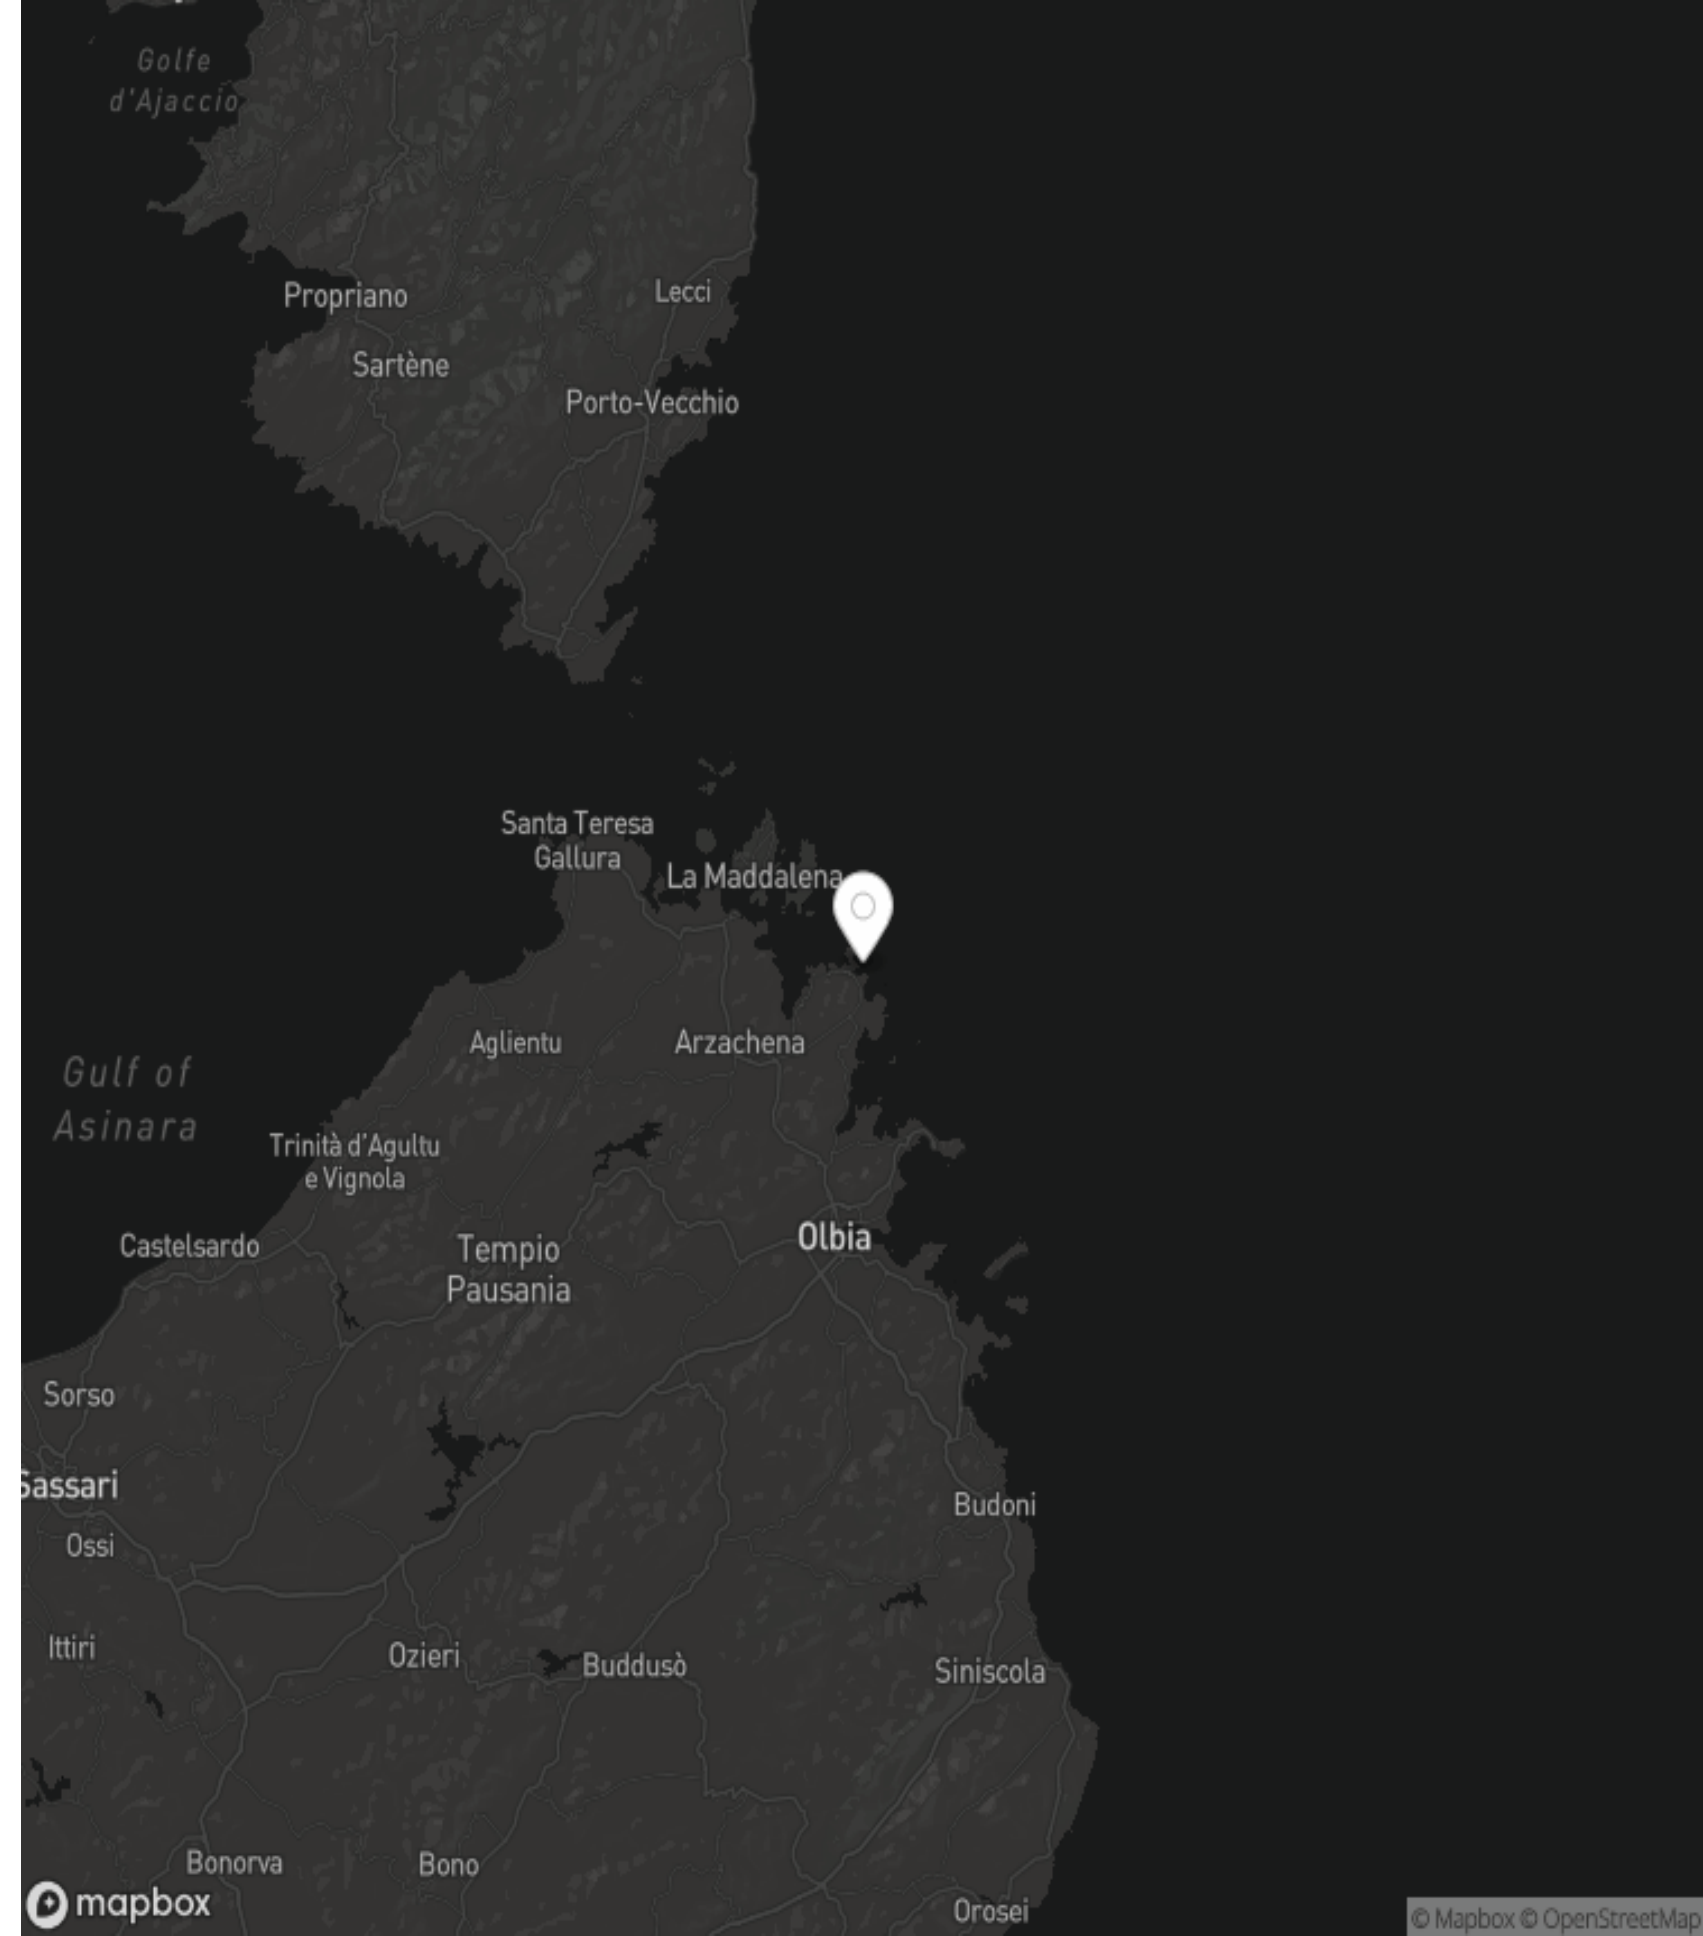 Golfe
d'Ajaccio
Propriano
Lecci
Sartène
Porto-Vecchio
Santa Teresa
Gallura
La Maddalena
Aglientu
Arzachena
Gulf of
Asinara
Trinità d'Agultu
e Vignola
Castelsardo
Tempio
Pausania
Olbia
Sorso
Sassari
Budoni
Ossi
Ittiri
Ozieri
Buddusò
Siniscola
Bonorva
Bono
Orosei
mapbox
© Mapbox © OpenStreetMap